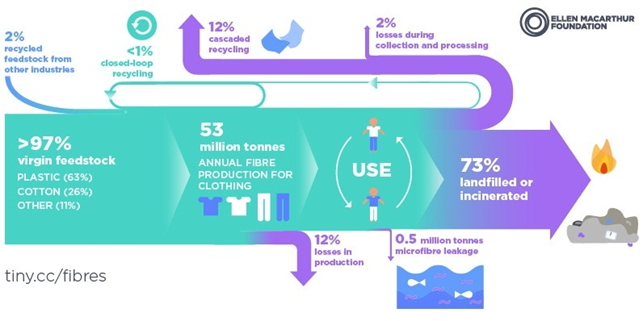 ELLEN MACARTHUR
FOUNDATION
2%
recycled
feedstock from
other industries
<1%
closed-loop
recycling
12%
cascaded
recycling
2%
losses during
collection and processing
>97%
virgin feedstock
PLASTIC (63%)
COTTON (26%)
OTHER (11%)
53
million tonnes
ANNUAL FIBRE
PRODUCTION FOR
CLOTHING
USE
73%
landfilled or
incinerated
12%
losses in
production
0.5 million tonnes
microfibre leakage
tiny.cc/fibres